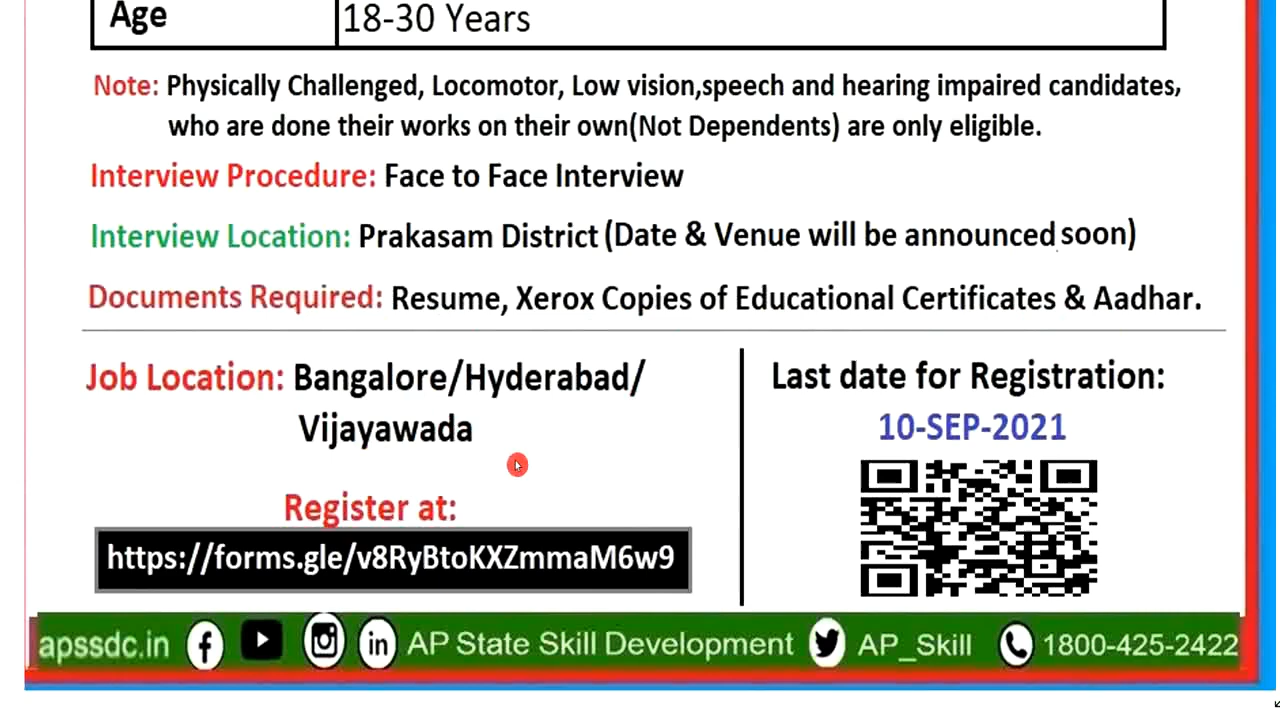 Age 18-30 Years
Note: Physically Challenged, Locomotor, Low vision,speech and hearing impaired candidates,
who are done their works on their own(Not Dependents) are only eligible.
Interview Procedure: Face to Face Interview
Interview Location: Prakasam District (Date & Venue will be announced soon)
Documents Required: Resume, Xerox Copies of Educational Certificates & Aadhar.
Job Location: Bangalore/Hyderabad/
Vijayawada
Register at:
https://forms.gle/v8RyBtoKXZmmaM6w9
Last date for Registration:
10-SEP-2021
apssdc.in AP State Skill Development AP_Skill 1800-425-2422